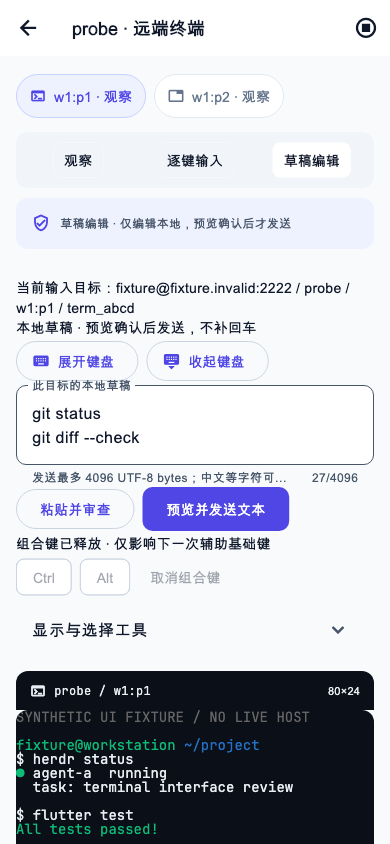 probe · 远端终端
w1:p1 · 观察
w1:p2 · 观察
观察
逐键输入
草稿编辑
草稿编辑 · 仅编辑本地，预览确认后才发送
当前输入目标：fixture@fixture.invalid:2222 / probe /
w1:p1 / term_abcd
本地草稿 · 预览确认后发送，不补回车
展开键盘
收起键盘
此目标的本地草稿
git status
git diff --check
发送最多 4096 UTF-8 bytes；中文等字符可…
27/4096
粘贴并审查
预览并发送文本
组合键已释放 · 仅影响下一次辅助基础键
Ctrl
Alt
取消组合键
显示与选择工具
probe / w1:p1
80×24
SYNTHETIC UI FIXTURE / NO LIVE HOST
fixture@workstation ~/project
$ herdr status
● agent-a  running
task: terminal interface review
$ flutter test
All tests passed!